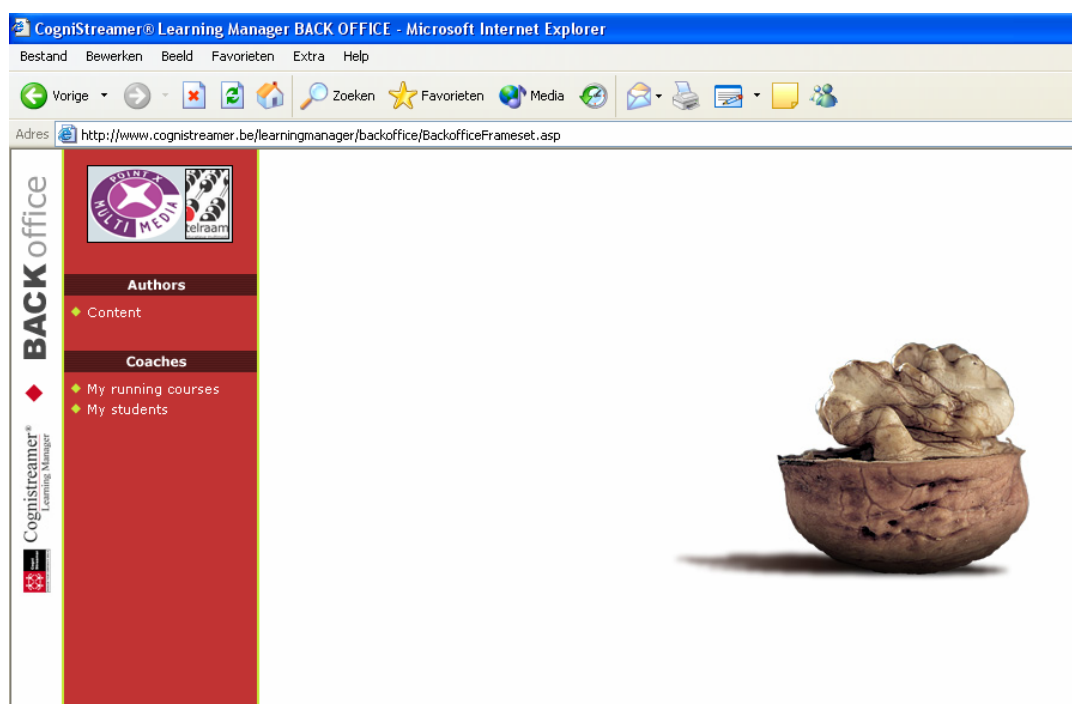 CogniStreamer® Learning Manager BACK OFFICE - Microsoft Internet Explorer
Bestand Bewerken Beeld Favorieten Extra Help
Vorige Zoeken Favorieten Media
Adres http://www.cognistreamer.be/learningmanager/backoffice/BackofficeFrameset.asp
BACK office
Cognistreamer®
Learning Manager
POINT X
MULTI MEDIA
telraam
Authors
Content
Coaches
My running courses
My students